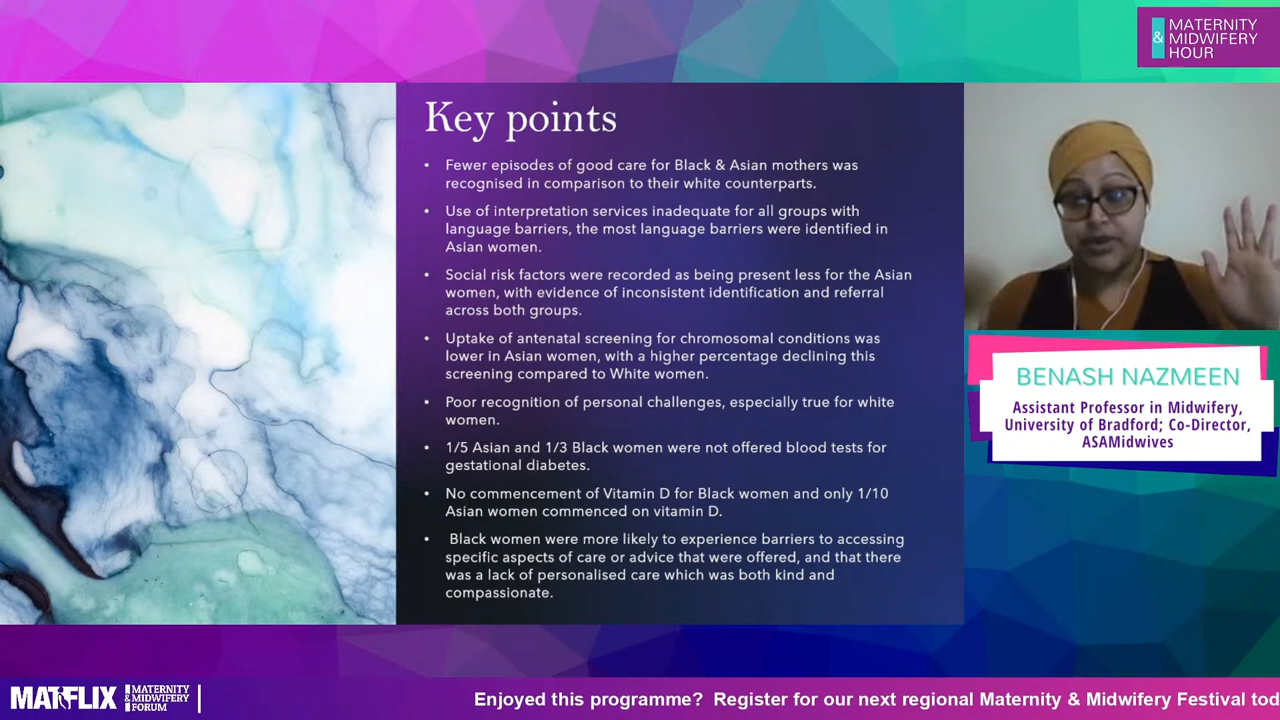 & MATERNITY
MIDWIFERY
HOUR
Key points
• Fewer episodes of good care for Black & Asian mothers was
recognised in comparison to their white counterparts.
• Use of interpretation services inadequate for all groups with
language barriers, the most language barriers were identified in
Asian women.
• Social risk factors were recorded as being present less for the Asian
women, with evidence of inconsistent identification and referral
across both groups.
• Uptake of antenatal screening for chromosomal conditions was
lower in Asian women, with a higher percentage declining this
screening compared to White women.
• Poor recognition of personal challenges, especially true for white
women.
• 1/5 Asian and 1/3 Black women were not offered blood tests for
gestational diabetes.
• No commencement of Vitamin D for Black women and only 1/10
Asian women commenced on vitamin D.
• Black women were more likely to experience barriers to accessing
specific aspects of care or advice that were offered, and that there
was a lack of personalised care which was both kind and
compassionate.
BENASH NAZMEEN
Assistant Professor in Midwifery,
University of Bradford; Co-Director,
ASAMidwives
MATFLIX
MATERNITY
& MIDWIFERY
FORUM
Enjoyed this programme? Register for our next regional Maternity & Midwifery Festival tod